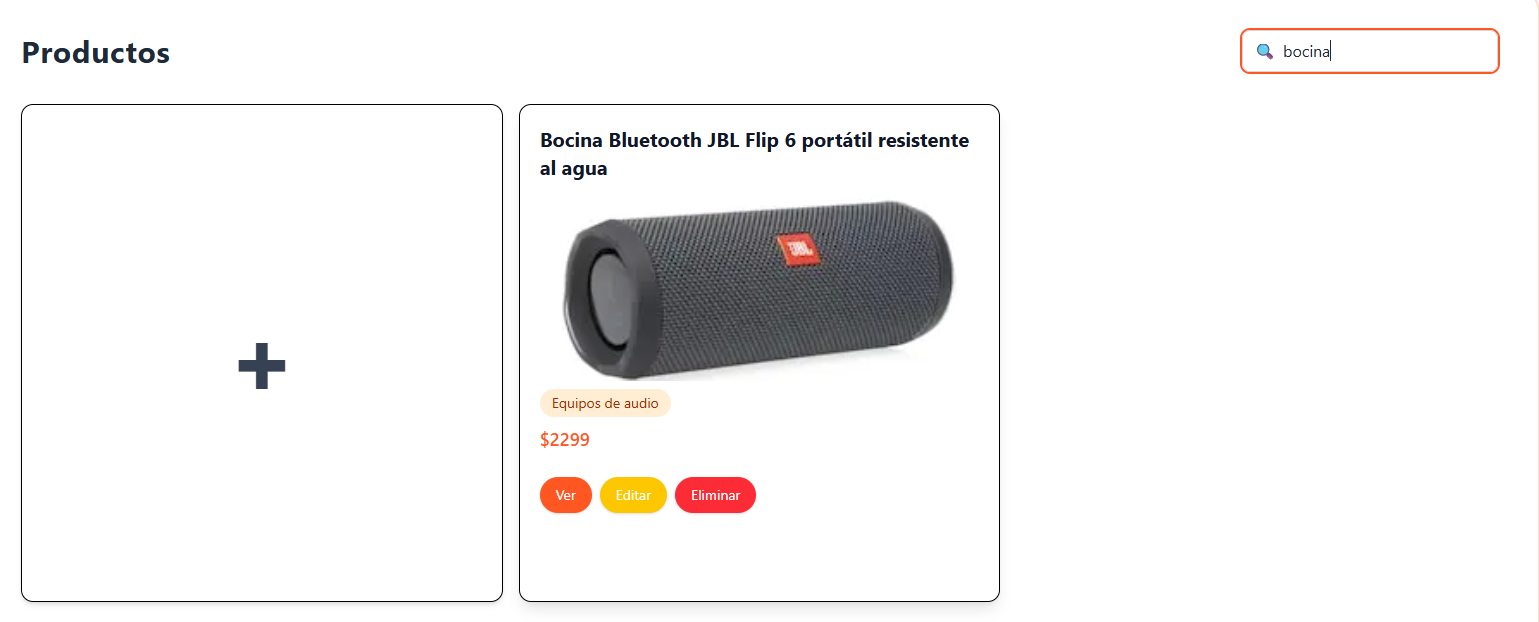 Productos
bocina
Bocina Bluetooth JBL Flip 6 portátil resistente
al agua
JBL
Equipos de audio
$2299
Ver
Editar
Eliminar